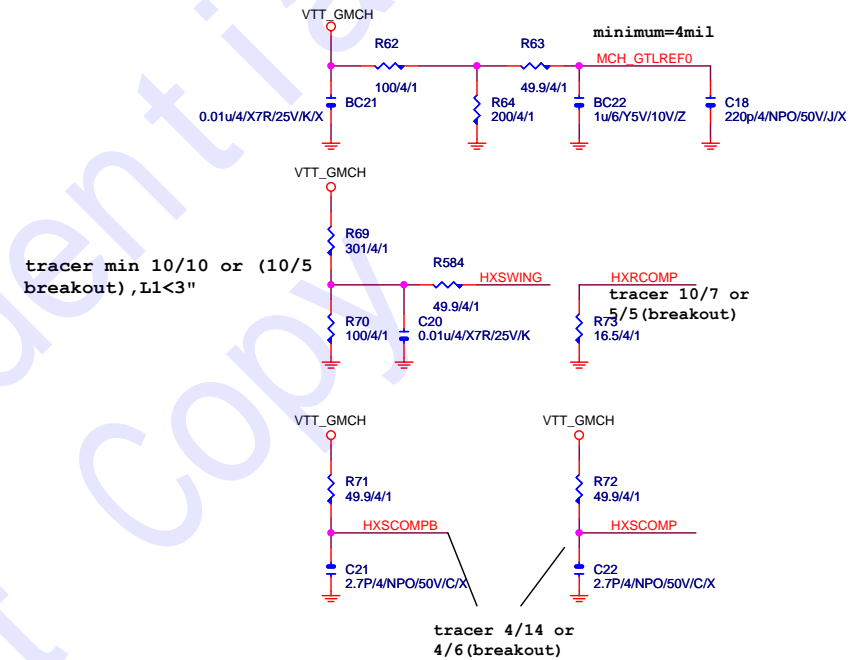 VTT_GMCH
minimum=4mil
R62
R63
MCH_GTLREF0
100/4/1
49.9/4/1
BC21
0.01u/4/X7R/25V/K/X
R64
200/4/1
BC22
1u/6/Y5V/10V/Z
C18
220p/4/NPO/50V/J/X
VTT_GMCH
R69
301/4/1
tracer min 10/10 or (10/5
breakout),L1<3"
R584
HXSWING
49.9/4/1
R70
100/4/1
C20
0.01u/4/X7R/25V/K
HXRCOMP
tracer 10/7 or
5/5(breakout)
R73
16.5/4/1
VTT_GMCH
VTT_GMCH
R71
49.9/4/1
R72
49.9/4/1
HXSCOMPB
HXSCOMP
C21
2.7P/4/NPO/50V/C/X
C22
2.7P/4/NPO/50V/C/X
tracer 4/14 or
4/6(breakout)
Copy